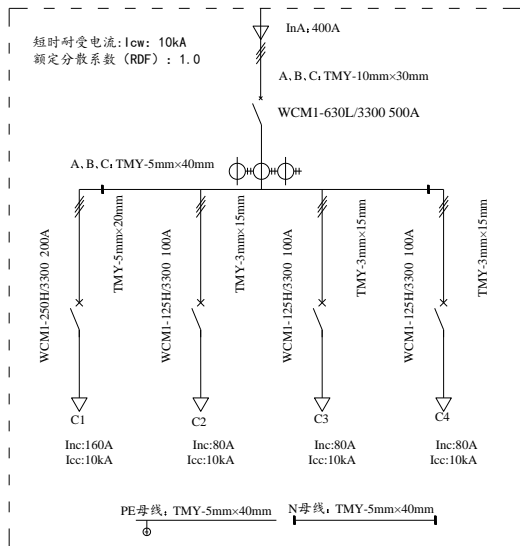 短时耐受电流:Icw: 10kA
额定分散系数 (RDF) : 1.0
InA: 400A
A、B、C: TMY-10mm×30mm
WCM1-630L/3300 500A
A、B、C: TMY-5mm×40mm
WCM1-250H/3300 200A
TMY-5mm×20mm
WCM1-125H/3300 100A
TMY-3mm×15mm
WCM1-125H/3300 100A
TMY-3mm×15mm
WCM1-125H/3300 100A
TMY-3mm×15mm
C1
C2
C3
C4
Inc:160A
Icc:10kA
Inc:80A
Icc:10kA
Inc:80A
Icc:10kA
Inc:80A
Icc:10kA
PE母线: TMY-5mm×40mm
N母线: TMY-5mm×40mm